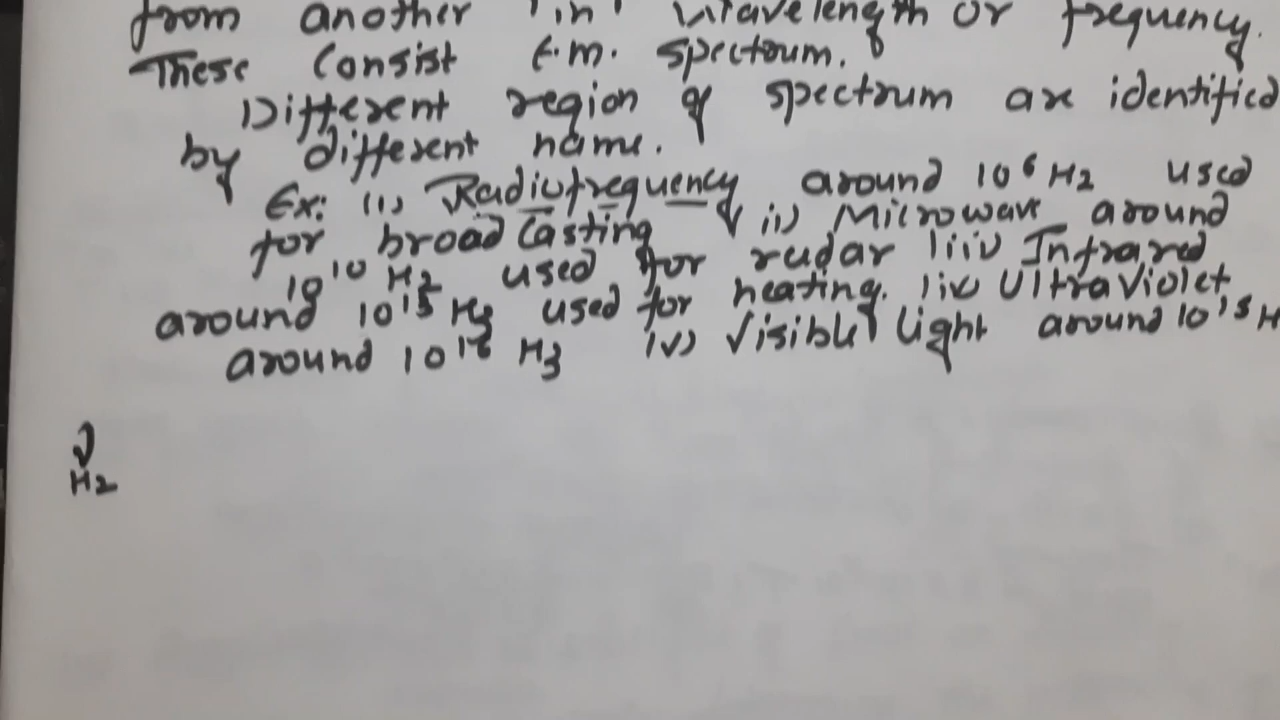 from another in wavelength or frequency.
These Consist E.m. spectrum.
Different region of spectrum are identified
by different name.
Ex: (i) Radiofrequency around 10⁶ Hz used
for broadcasting ii) Microwave around
10¹⁰ Hz used for radar (iii) Infrared
around 10¹³ Hz used for heating. (iv) Ultraviolet
around 10¹⁶ Hz (v) Visible light around 10¹⁵ H
ν
Hz